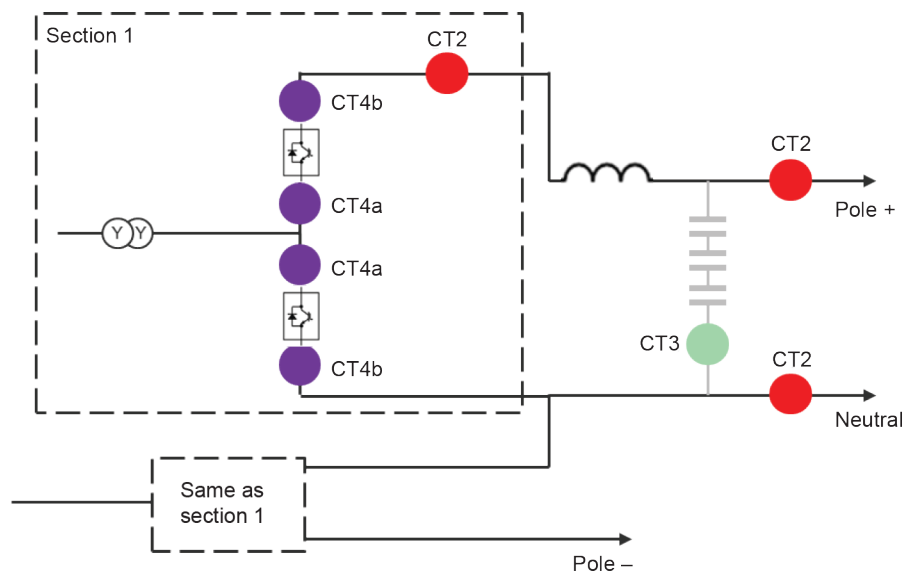 Section 1
CT2
CT4b
CT2
CT4a
Pole +
Y Y
CT4a
CT3
CT2
CT4b
Neutral
Same as
section 1
Pole –